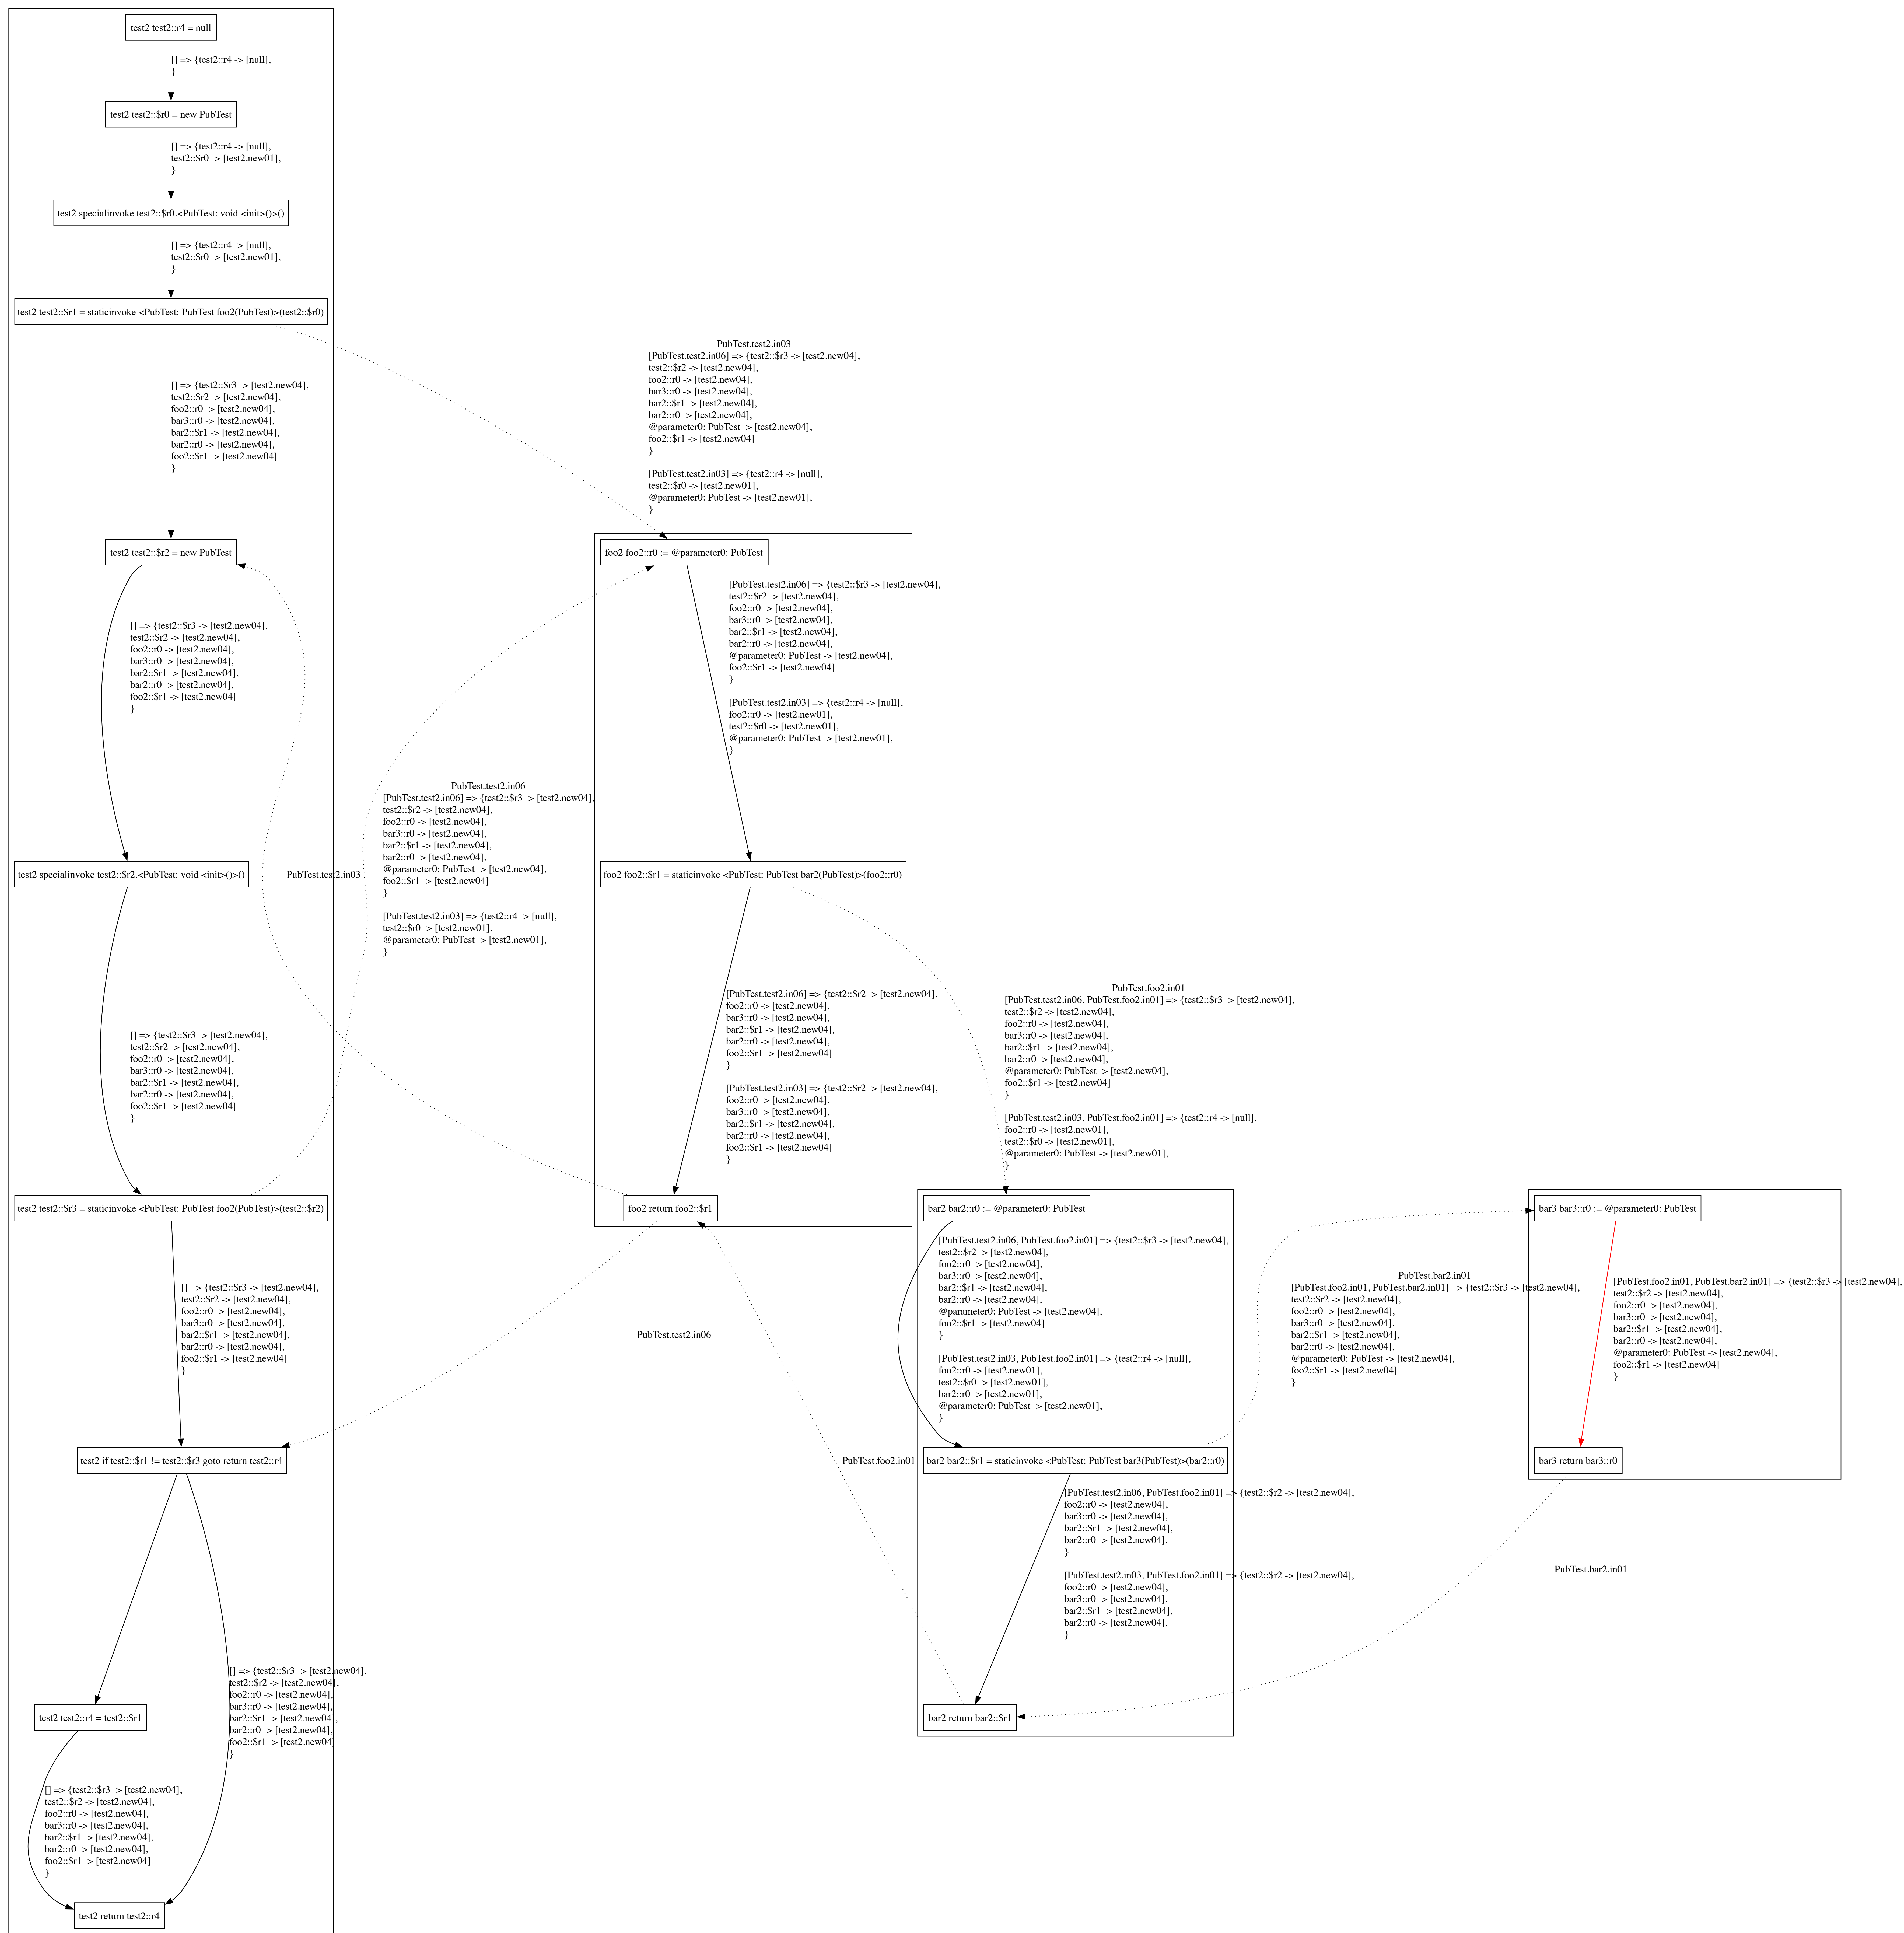 test2 test2::r4 = null
[] => {test2::r4 -> [null],
}
test2 test2::$r0 = new PubTest
[] => {test2::r4 -> [null],
test2::$r0 -> [test2.new01],
}
test2 specialinvoke test2::$r0.<PubTest: void <init>()>()
[] => {test2::r4 -> [null],
test2::$r0 -> [test2.new01],
}
test2 test2::$r1 = staticinvoke <PubTest: PubTest foo2(PubTest)>(test2::$r0)
[] => {test2::$r3 -> [test2.new04],
test2::$r2 -> [test2.new04],
foo2::r0 -> [test2.new04],
bar3::r0 -> [test2.new04],
bar2::$r1 -> [test2.new04],
bar2::r0 -> [test2.new04],
foo2::$r1 -> [test2.new04]
}
test2 test2::$r2 = new PubTest
[] => {test2::$r3 -> [test2.new04],
test2::$r2 -> [test2.new04],
foo2::r0 -> [test2.new04],
bar3::r0 -> [test2.new04],
bar2::$r1 -> [test2.new04],
bar2::r0 -> [test2.new04],
foo2::$r1 -> [test2.new04]
}
test2 specialinvoke test2::$r2.<PubTest: void <init>()>()
[] => {test2::$r3 -> [test2.new04],
test2::$r2 -> [test2.new04],
foo2::r0 -> [test2.new04],
bar3::r0 -> [test2.new04],
bar2::$r1 -> [test2.new04],
bar2::r0 -> [test2.new04],
foo2::$r1 -> [test2.new04]
}
test2 test2::$r3 = staticinvoke <PubTest: PubTest foo2(PubTest)>(test2::$r2)
[] => {test2::$r3 -> [test2.new04],
test2::$r2 -> [test2.new04],
foo2::r0 -> [test2.new04],
bar3::r0 -> [test2.new04],
bar2::$r1 -> [test2.new04],
bar2::r0 -> [test2.new04],
foo2::$r1 -> [test2.new04]
}
test2 if test2::$r1 != test2::$r3 goto return test2::r4
[] => {test2::$r3 -> [test2.new04],
test2::$r2 -> [test2.new04],
foo2::r0 -> [test2.new04],
bar3::r0 -> [test2.new04],
bar2::$r1 -> [test2.new04],
bar2::r0 -> [test2.new04],
foo2::$r1 -> [test2.new04]
}
test2 test2::r4 = test2::$r1
[] => {test2::$r3 -> [test2.new04],
test2::$r2 -> [test2.new04],
foo2::r0 -> [test2.new04],
bar3::r0 -> [test2.new04],
bar2::$r1 -> [test2.new04],
bar2::r0 -> [test2.new04],
foo2::$r1 -> [test2.new04]
}
test2 return test2::r4
PubTest.test2.in03
PubTest.test2.in06
[PubTest.test2.in06] => {test2::$r3 -> [test2.new04],
test2::$r2 -> [test2.new04],
foo2::r0 -> [test2.new04],
bar3::r0 -> [test2.new04],
bar2::$r1 -> [test2.new04],
bar2::r0 -> [test2.new04],
@parameter0: PubTest -> [test2.new04],
foo2::$r1 -> [test2.new04]
}
[PubTest.test2.in03] => {test2::r4 -> [null],
test2::$r0 -> [test2.new01],
@parameter0: PubTest -> [test2.new01],
}
PubTest.test2.in03
[PubTest.test2.in06] => {test2::$r3 -> [test2.new04],
test2::$r2 -> [test2.new04],
foo2::r0 -> [test2.new04],
bar3::r0 -> [test2.new04],
bar2::$r1 -> [test2.new04],
bar2::r0 -> [test2.new04],
@parameter0: PubTest -> [test2.new04],
foo2::$r1 -> [test2.new04]
}
[PubTest.test2.in03] => {test2::r4 -> [null],
test2::$r0 -> [test2.new01],
@parameter0: PubTest -> [test2.new01],
}
foo2 foo2::r0 := @parameter0: PubTest
[PubTest.test2.in06] => {test2::$r3 -> [test2.new04],
test2::$r2 -> [test2.new04],
foo2::r0 -> [test2.new04],
bar3::r0 -> [test2.new04],
bar2::$r1 -> [test2.new04],
bar2::r0 -> [test2.new04],
@parameter0: PubTest -> [test2.new04],
foo2::$r1 -> [test2.new04]
}
[PubTest.test2.in03] => {test2::r4 -> [null],
foo2::r0 -> [test2.new01],
test2::$r0 -> [test2.new01],
@parameter0: PubTest -> [test2.new01],
}
foo2 foo2::$r1 = staticinvoke <PubTest: PubTest bar2(PubTest)>(foo2::r0)
[PubTest.test2.in06] => {test2::$r2 -> [test2.new04],
foo2::r0 -> [test2.new04],
bar3::r0 -> [test2.new04],
bar2::$r1 -> [test2.new04],
bar2::r0 -> [test2.new04],
foo2::$r1 -> [test2.new04]
}
[PubTest.test2.in03] => {test2::$r2 -> [test2.new04],
foo2::r0 -> [test2.new04],
bar3::r0 -> [test2.new04],
bar2::$r1 -> [test2.new04],
bar2::r0 -> [test2.new04],
foo2::$r1 -> [test2.new04]
}
foo2 return foo2::$r1
PubTest.test2.in06
PubTest.foo2.in01
PubTest.foo2.in01
[PubTest.test2.in06, PubTest.foo2.in01] => {test2::$r3 -> [test2.new04],
test2::$r2 -> [test2.new04],
foo2::r0 -> [test2.new04],
bar3::r0 -> [test2.new04],
bar2::$r1 -> [test2.new04],
bar2::r0 -> [test2.new04],
@parameter0: PubTest -> [test2.new04],
foo2::$r1 -> [test2.new04]
}
[PubTest.test2.in03, PubTest.foo2.in01] => {test2::r4 -> [null],
foo2::r0 -> [test2.new01],
test2::$r0 -> [test2.new01],
@parameter0: PubTest -> [test2.new01],
}
bar2 bar2::r0 := @parameter0: PubTest
[PubTest.test2.in06, PubTest.foo2.in01] => {test2::$r3 -> [test2.new04],
test2::$r2 -> [test2.new04],
foo2::r0 -> [test2.new04],
bar3::r0 -> [test2.new04],
bar2::$r1 -> [test2.new04],
bar2::r0 -> [test2.new04],
@parameter0: PubTest -> [test2.new04],
foo2::$r1 -> [test2.new04]
}
[PubTest.test2.in03, PubTest.foo2.in01] => {test2::r4 -> [null],
foo2::r0 -> [test2.new01],
test2::$r0 -> [test2.new01],
bar2::r0 -> [test2.new01],
@parameter0: PubTest -> [test2.new01],
}
bar2 bar2::$r1 = staticinvoke <PubTest: PubTest bar3(PubTest)>(bar2::r0)
[PubTest.test2.in06, PubTest.foo2.in01] => {test2::$r2 -> [test2.new04],
foo2::r0 -> [test2.new04],
bar3::r0 -> [test2.new04],
bar2::$r1 -> [test2.new04],
bar2::r0 -> [test2.new04],
}
[PubTest.test2.in03, PubTest.foo2.in01] => {test2::$r2 -> [test2.new04],
foo2::r0 -> [test2.new04],
bar3::r0 -> [test2.new04],
bar2::$r1 -> [test2.new04],
bar2::r0 -> [test2.new04],
}
bar2 return bar2::$r1
PubTest.bar2.in01
[PubTest.foo2.in01, PubTest.bar2.in01] => {test2::$r3 -> [test2.new04],
test2::$r2 -> [test2.new04],
foo2::r0 -> [test2.new04],
bar3::r0 -> [test2.new04],
bar2::$r1 -> [test2.new04],
bar2::r0 -> [test2.new04],
@parameter0: PubTest -> [test2.new04],
foo2::$r1 -> [test2.new04]
}
bar3 bar3::r0 := @parameter0: PubTest
[PubTest.foo2.in01, PubTest.bar2.in01] => {test2::$r3 -> [test2.new04],
test2::$r2 -> [test2.new04],
foo2::r0 -> [test2.new04],
bar3::r0 -> [test2.new04],
bar2::$r1 -> [test2.new04],
bar2::r0 -> [test2.new04],
@parameter0: PubTest -> [test2.new04],
foo2::$r1 -> [test2.new04]
}
bar3 return bar3::r0
PubTest.bar2.in01